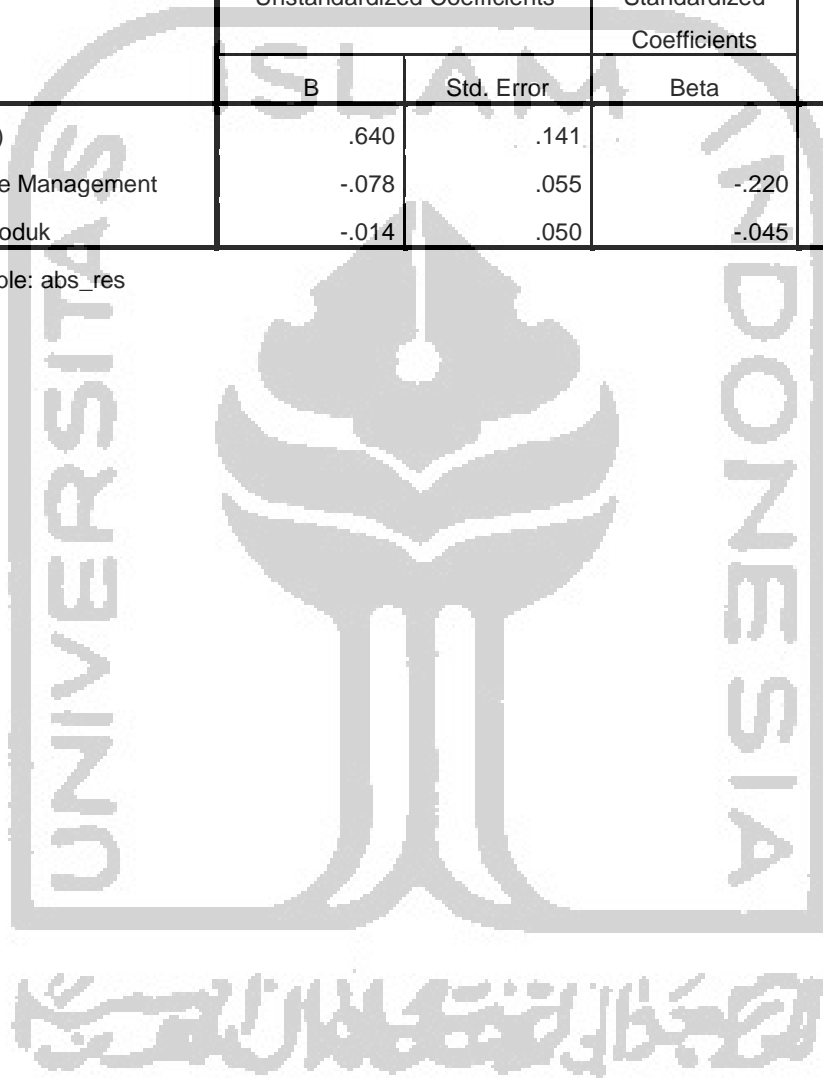 Unstandardized Coefficients Standardized
Coefficients
B Std. Error Beta
) .640 .141
e Management -.078 .055 -.220
oduk -.014 .050 -.045
ble: abs_res
ISLAM
UNIVERSITAS
INDONESIA